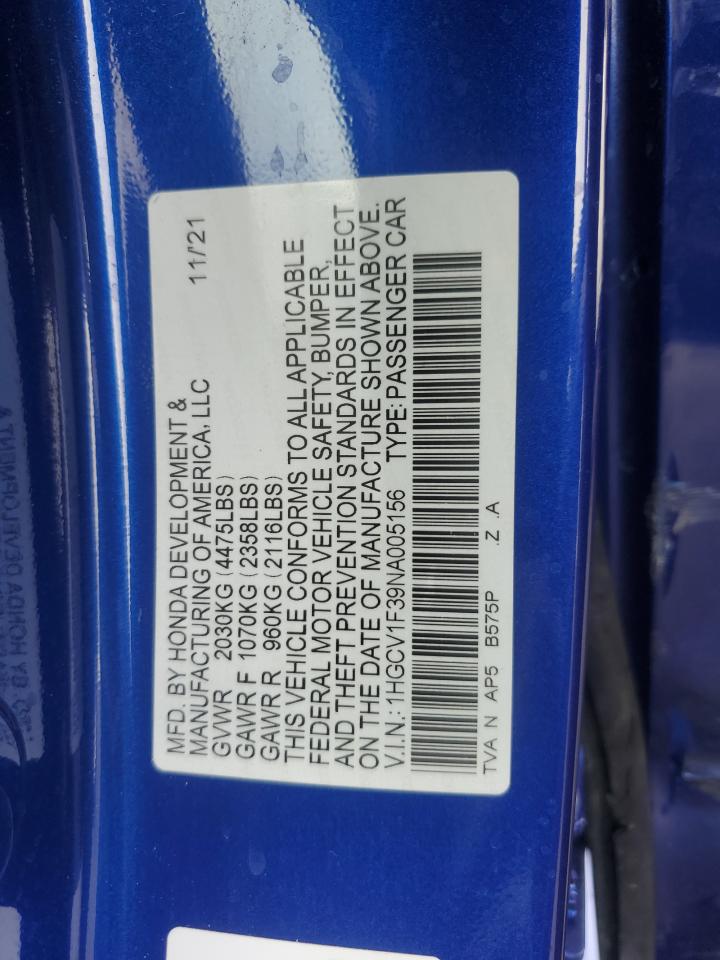 MFD. BY HONDA DEVELOPMENT & 11/'21
MANUFACTURING OF AMERICA, LLC
GVWR 2030KG (4475LBS)
GAWR F 1070KG (2358LBS)
GAWR R 960KG (2116LBS)
THIS VEHICLE CONFORMS TO ALL APPLICABLE
FEDERAL MOTOR VEHICLE SAFETY, BUMPER,
AND THEFT PREVENTION STANDARDS IN EFFECT
ON THE DATE OF MANUFACTURE SHOWN ABOVE.
V.I.N.:1HGCV1F39NA005156 TYPE:PASSENGER CAR
TVA N AP5 B575P .Z .A